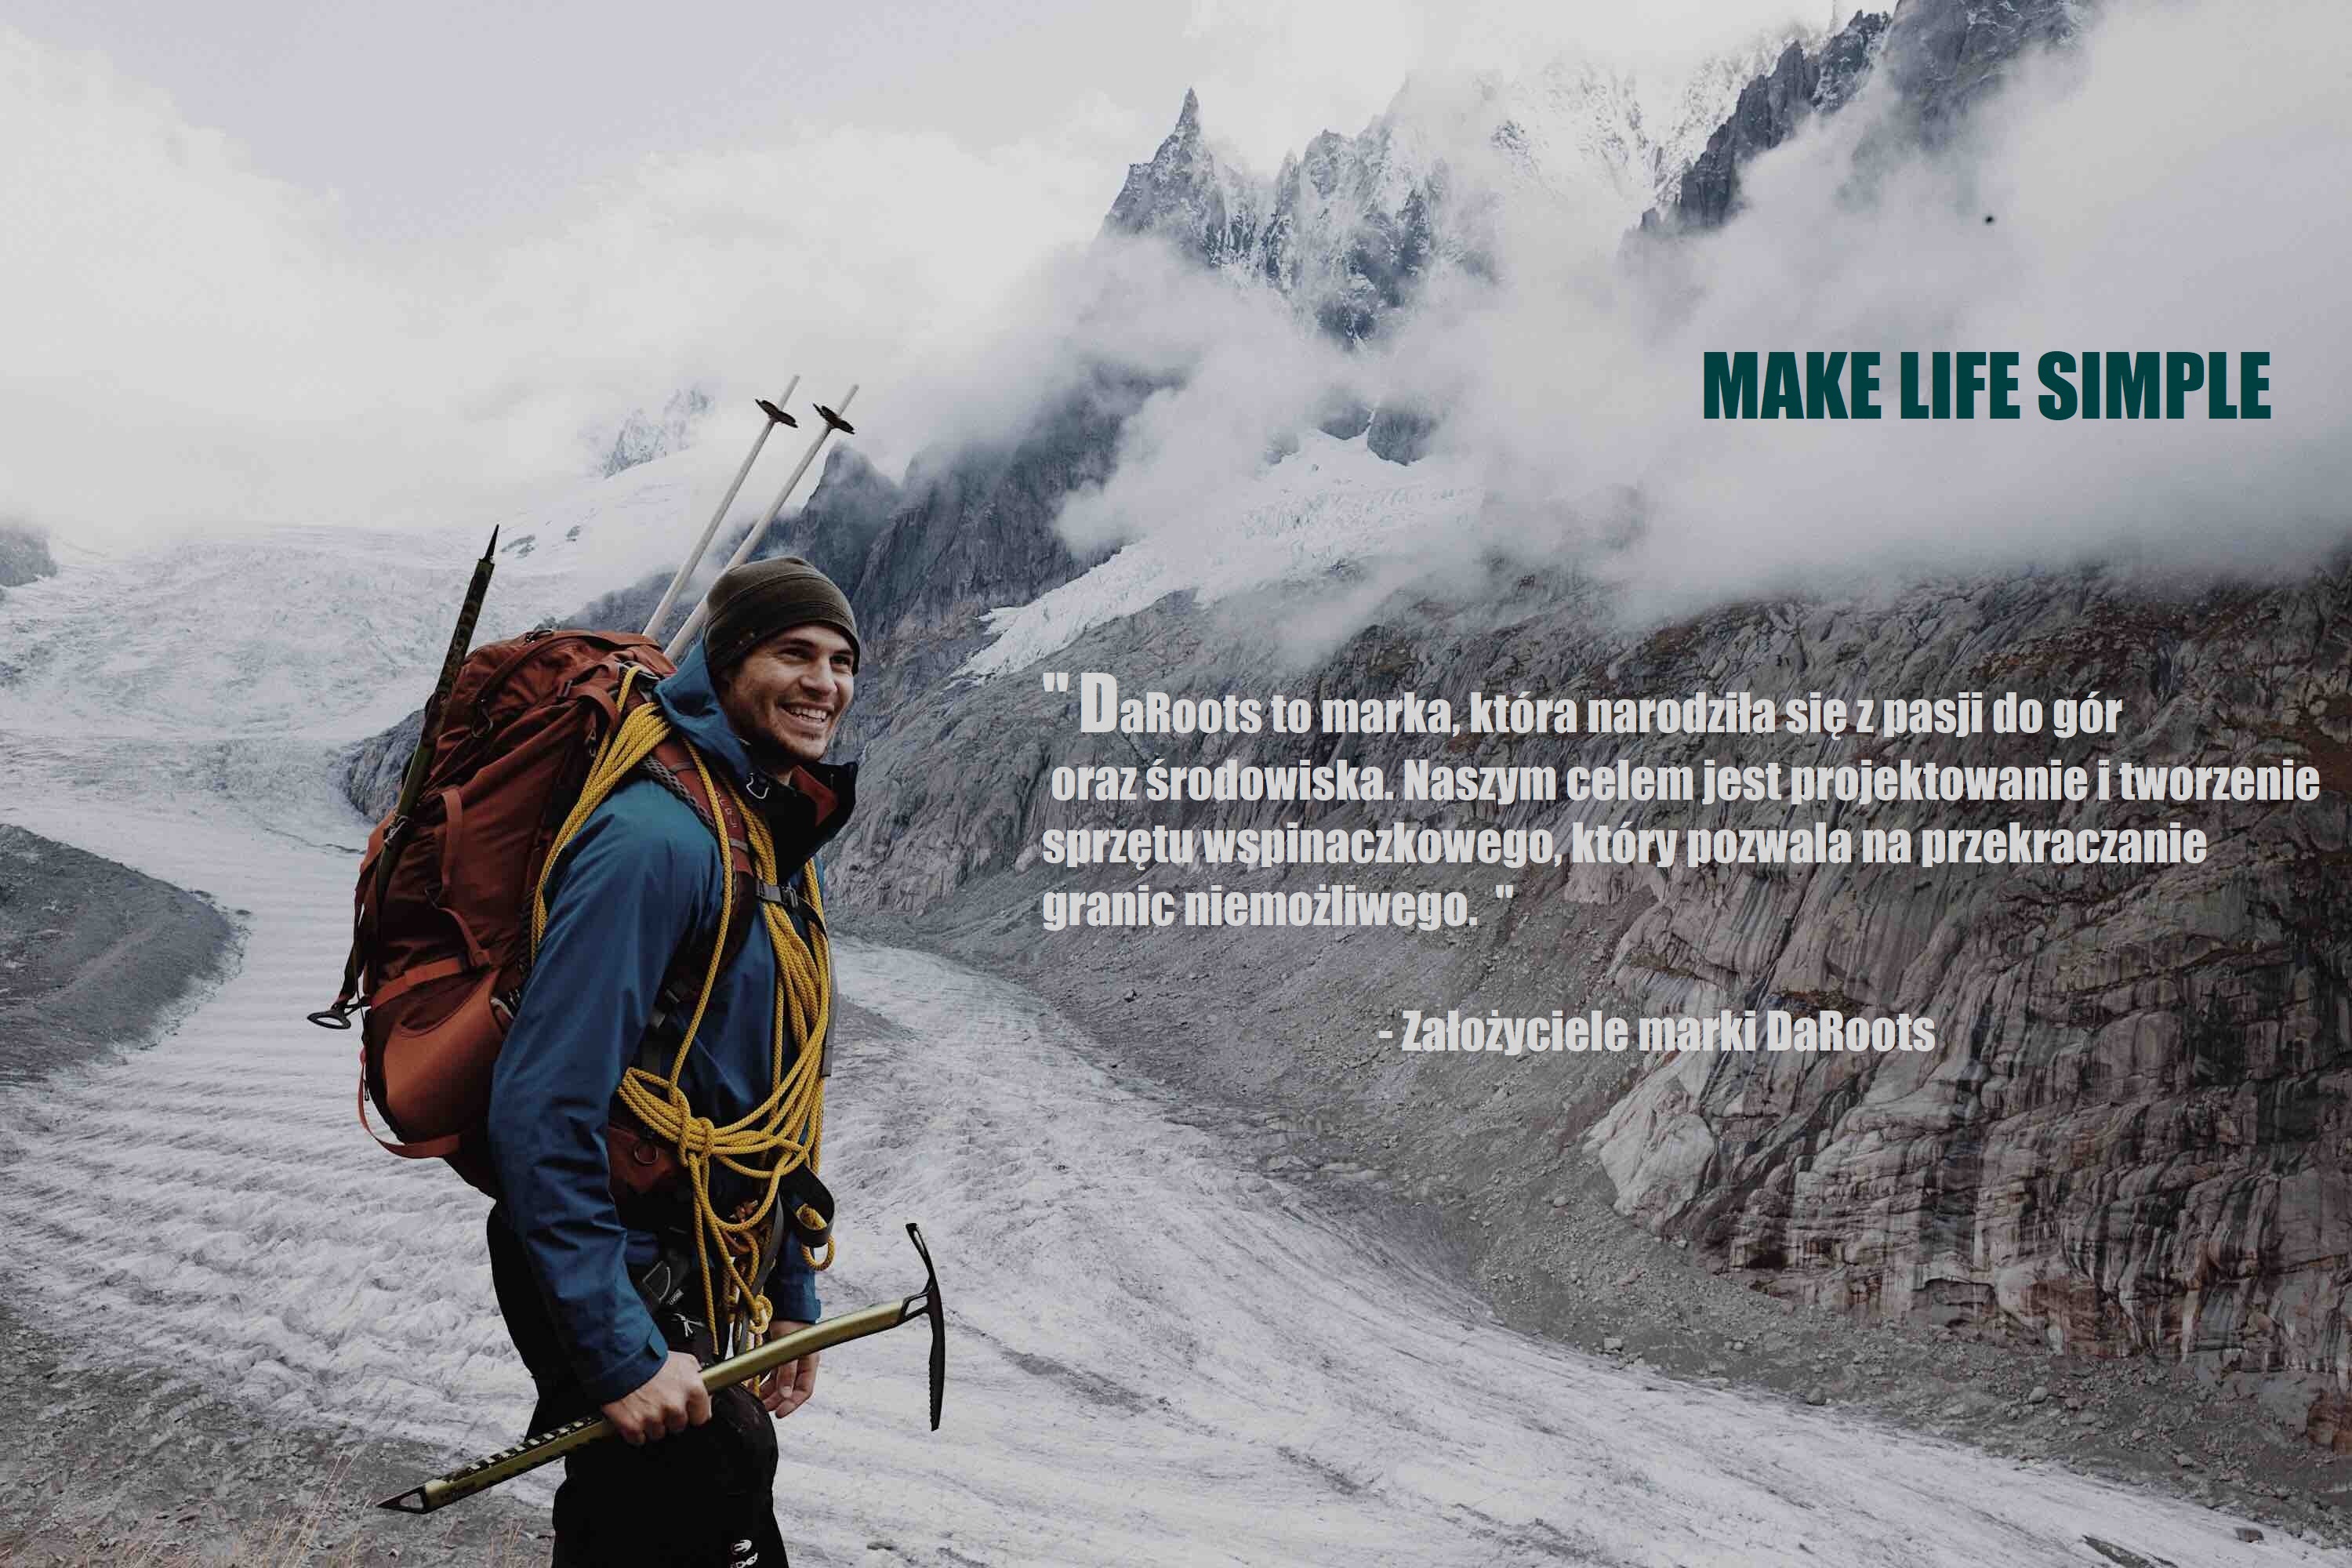 MAKE LIFE SIMPLE
" DaRoots to marka, która narodziła się z pasji do gór
oraz środowiska. Naszym celem jest projektowanie i tworzenie
sprzętu wspinaczkowego, który pozwala na przekraczanie
granic niemożliwego. "
- Założyciele marki DaRoots